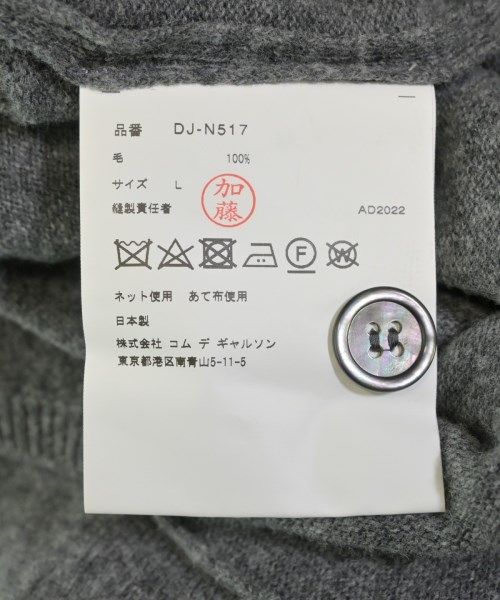 品番 DJ-N517
毛 100%
サイズ L
縫製責任者 加藤 AD2022
F W
ネット使用 あて布使用
日本製
株式会社 コム デ ギャルソン
東京都港区南青山5-11-5